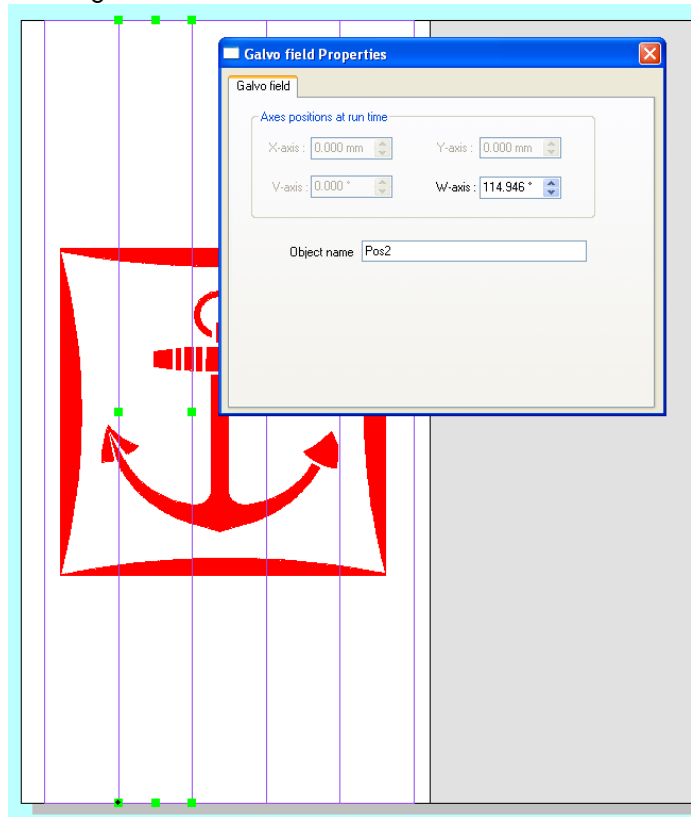 Galvo field Properties
Galvo field
Axes positions at run time
X-axis : 0.000 mm Y-axis : 0.000 mm
V-axis : 0.000 ° W-axis : 114.946 °
Object name Pos2